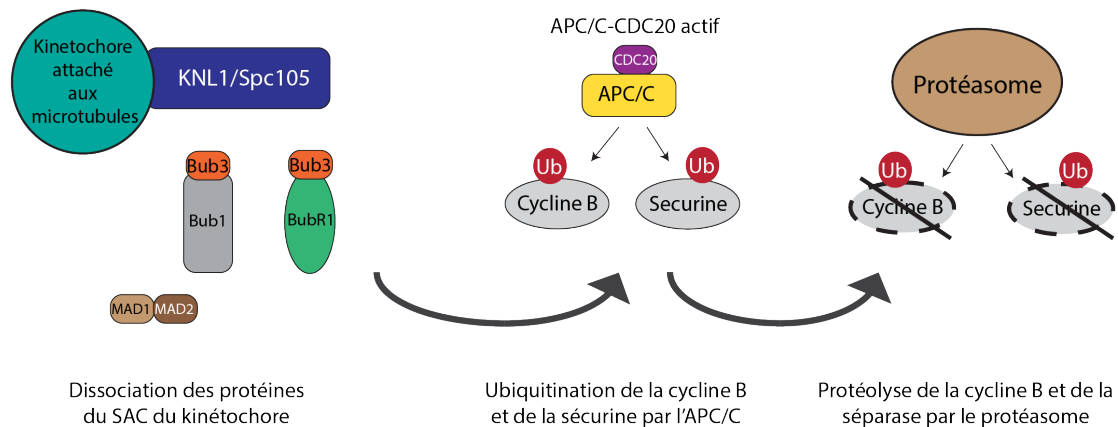 Kinetochore
attaché
aux
microtubules
KNL1/Spc105
Bub3
Bub1
Bub3
BubR1
MAD1
MAD2
Dissociation des protéines
du SAC du kinétochore
APC/C-CDC20 actif
CDC20
APC/C
Ub
Cycline B
Ub
Securine
Ubiquitination de la cycline B
et de la sécurine par l'APC/C
Protéasome
Ub
Cycline B
Ub
Securine
Protéolyse de la cycline B et de la
séparase par le protéasome